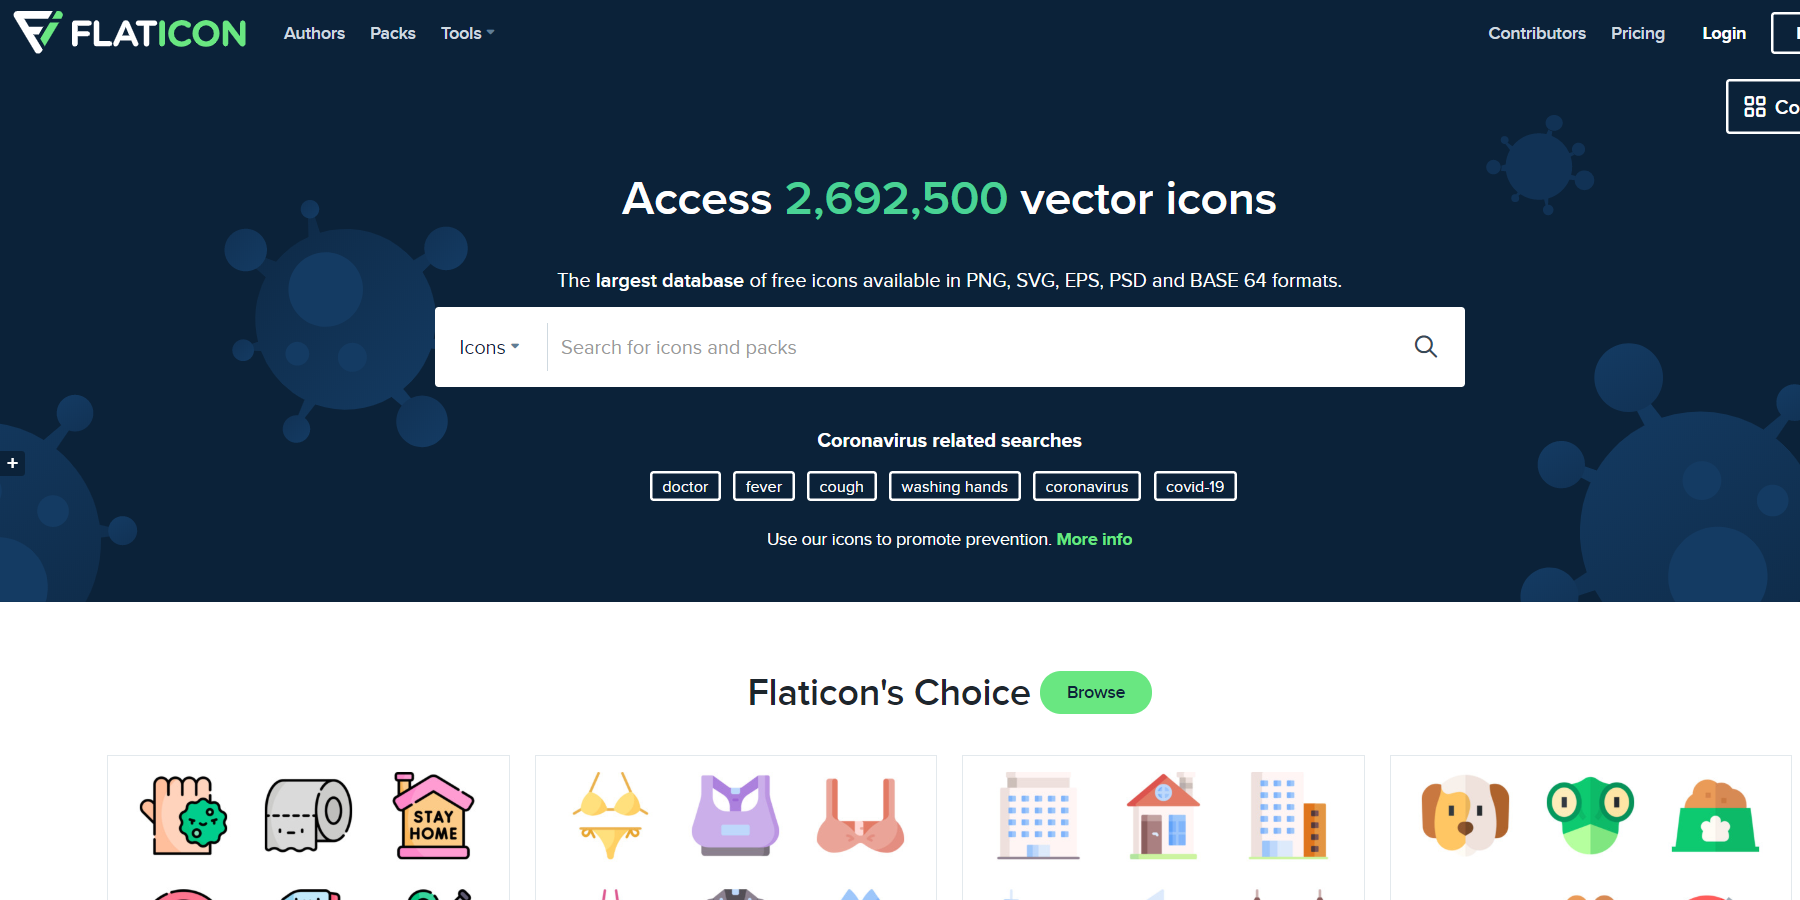 FLATICON
Authors Packs Tools
Contributors Pricing Login
Co
Access 2,692,500 vector icons
The largest database of free icons available in PNG, SVG, EPS, PSD and BASE 64 formats.
Icons Search for icons and packs
+
Coronavirus related searches
doctor fever cough washing hands coronavirus covid-19
Use our icons to promote prevention. More info
Flaticon's Choice Browse
STAY
HOME